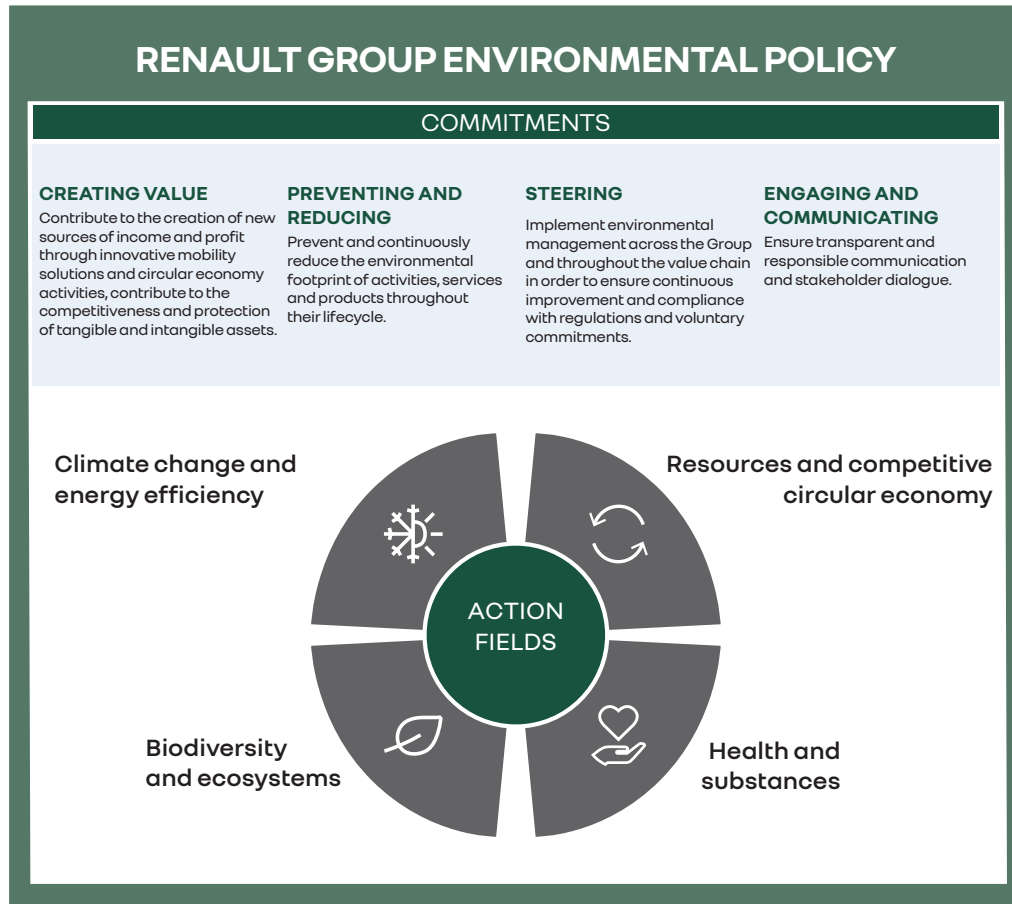 RENAULT GROUP ENVIRONMENTAL POLICY
COMMITMENTS
CREATING VALUE
Contribute to the creation of new
sources of income and profit
through innovative mobility
solutions and circular economy
activities, contribute to the
competitiveness and protection
of tangible and intangible assets.
PREVENTING AND
REDUCING
Prevent and continuously
reduce the environmental
footprint of activities, services
and products throughout
their lifecycle.
STEERING
Implement environmental
management across the Group
and throughout the value chain
in order to ensure continuous
improvement and compliance
with regulations and voluntary
commitments.
ENGAGING AND
COMMUNICATING
Ensure transparent and
responsible communication
and stakeholder dialogue.
Climate change and
energy efficiency
Resources and competitive
circular economy
ACTION
FIELDS
Biodiversity
and ecosystems
Health and
substances